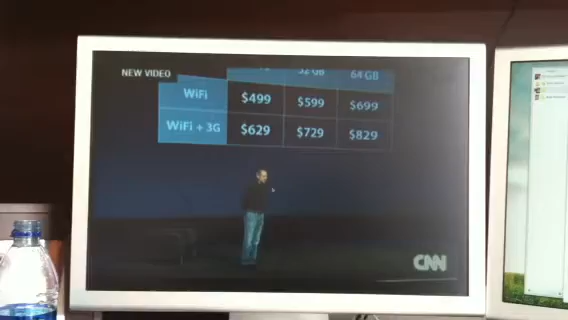 NEW VIDEO
32 GB 64 GB
WiFi $499 $599 $699
WiFi + 3G $629 $729 $829
CNN